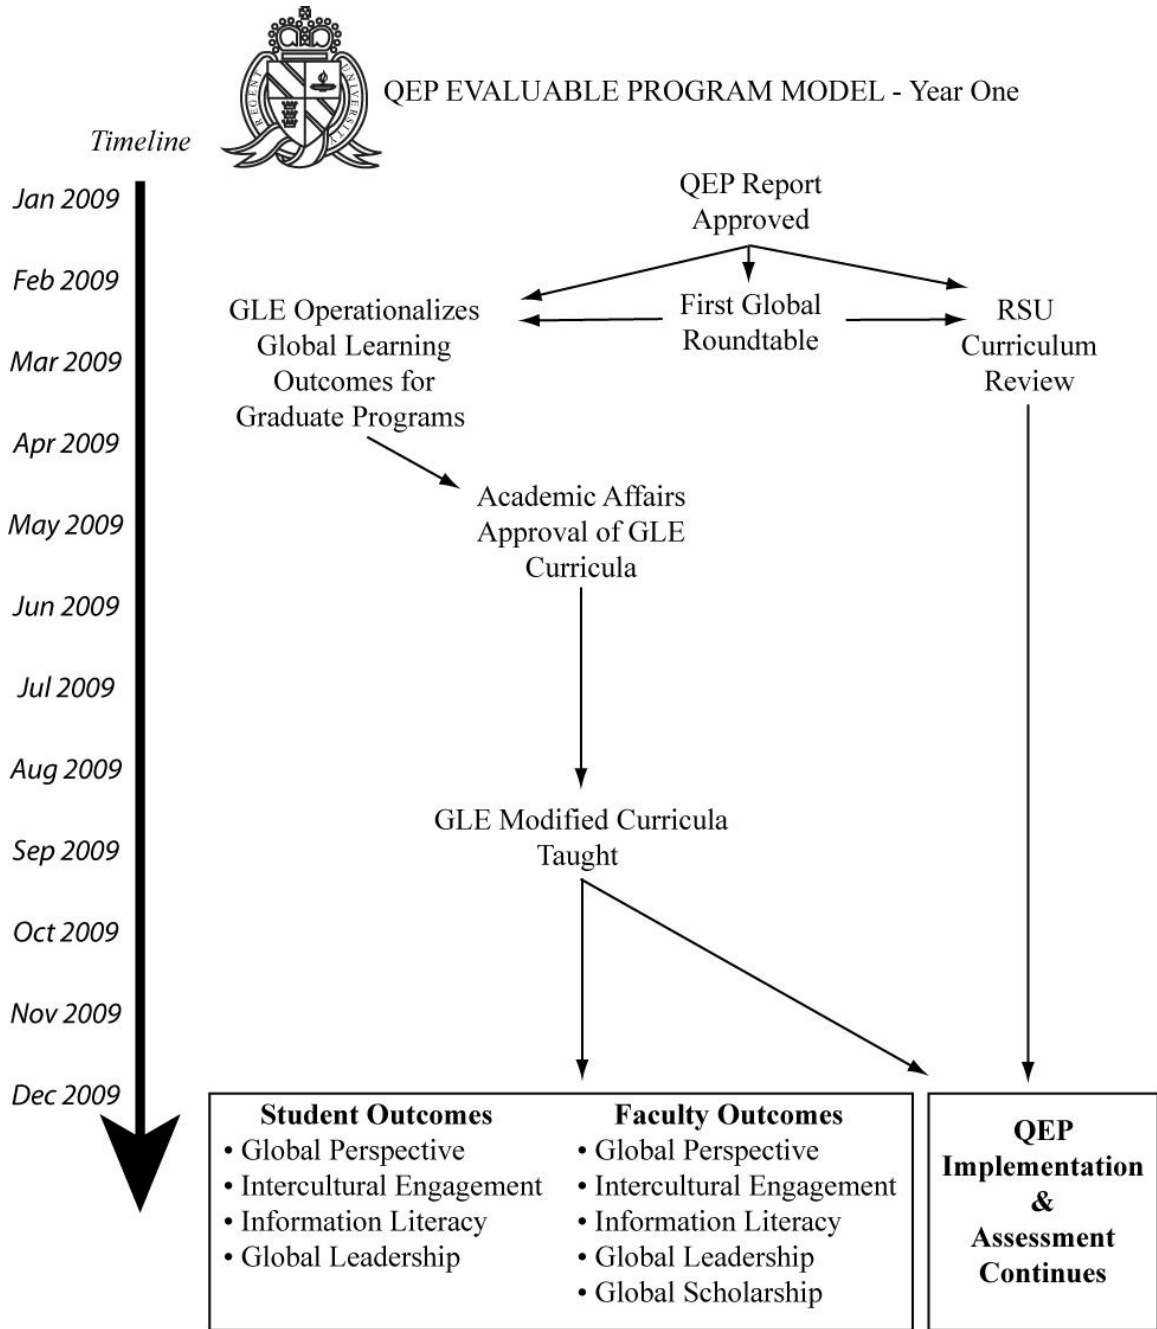 REGENT UNIVERSITY
QEP EVALUABLE PROGRAM MODEL - Year One
Timeline
Jan 2009
Feb 2009
Mar 2009
Apr 2009
May 2009
Jun 2009
Jul 2009
Aug 2009
Sep 2009
Oct 2009
Nov 2009
Dec 2009
QEP Report
Approved
GLE Operationalizes
Global Learning
Outcomes for
Graduate Programs
First Global
Roundtable
RSU
Curriculum
Review
Academic Affairs
Approval of GLE
Curricula
GLE Modified Curricula
Taught
Student Outcomes
• Global Perspective
• Intercultural Engagement
• Information Literacy
• Global Leadership
Faculty Outcomes
• Global Perspective
• Intercultural Engagement
• Information Literacy
• Global Leadership
• Global Scholarship
QEP
Implementation
&
Assessment
Continues